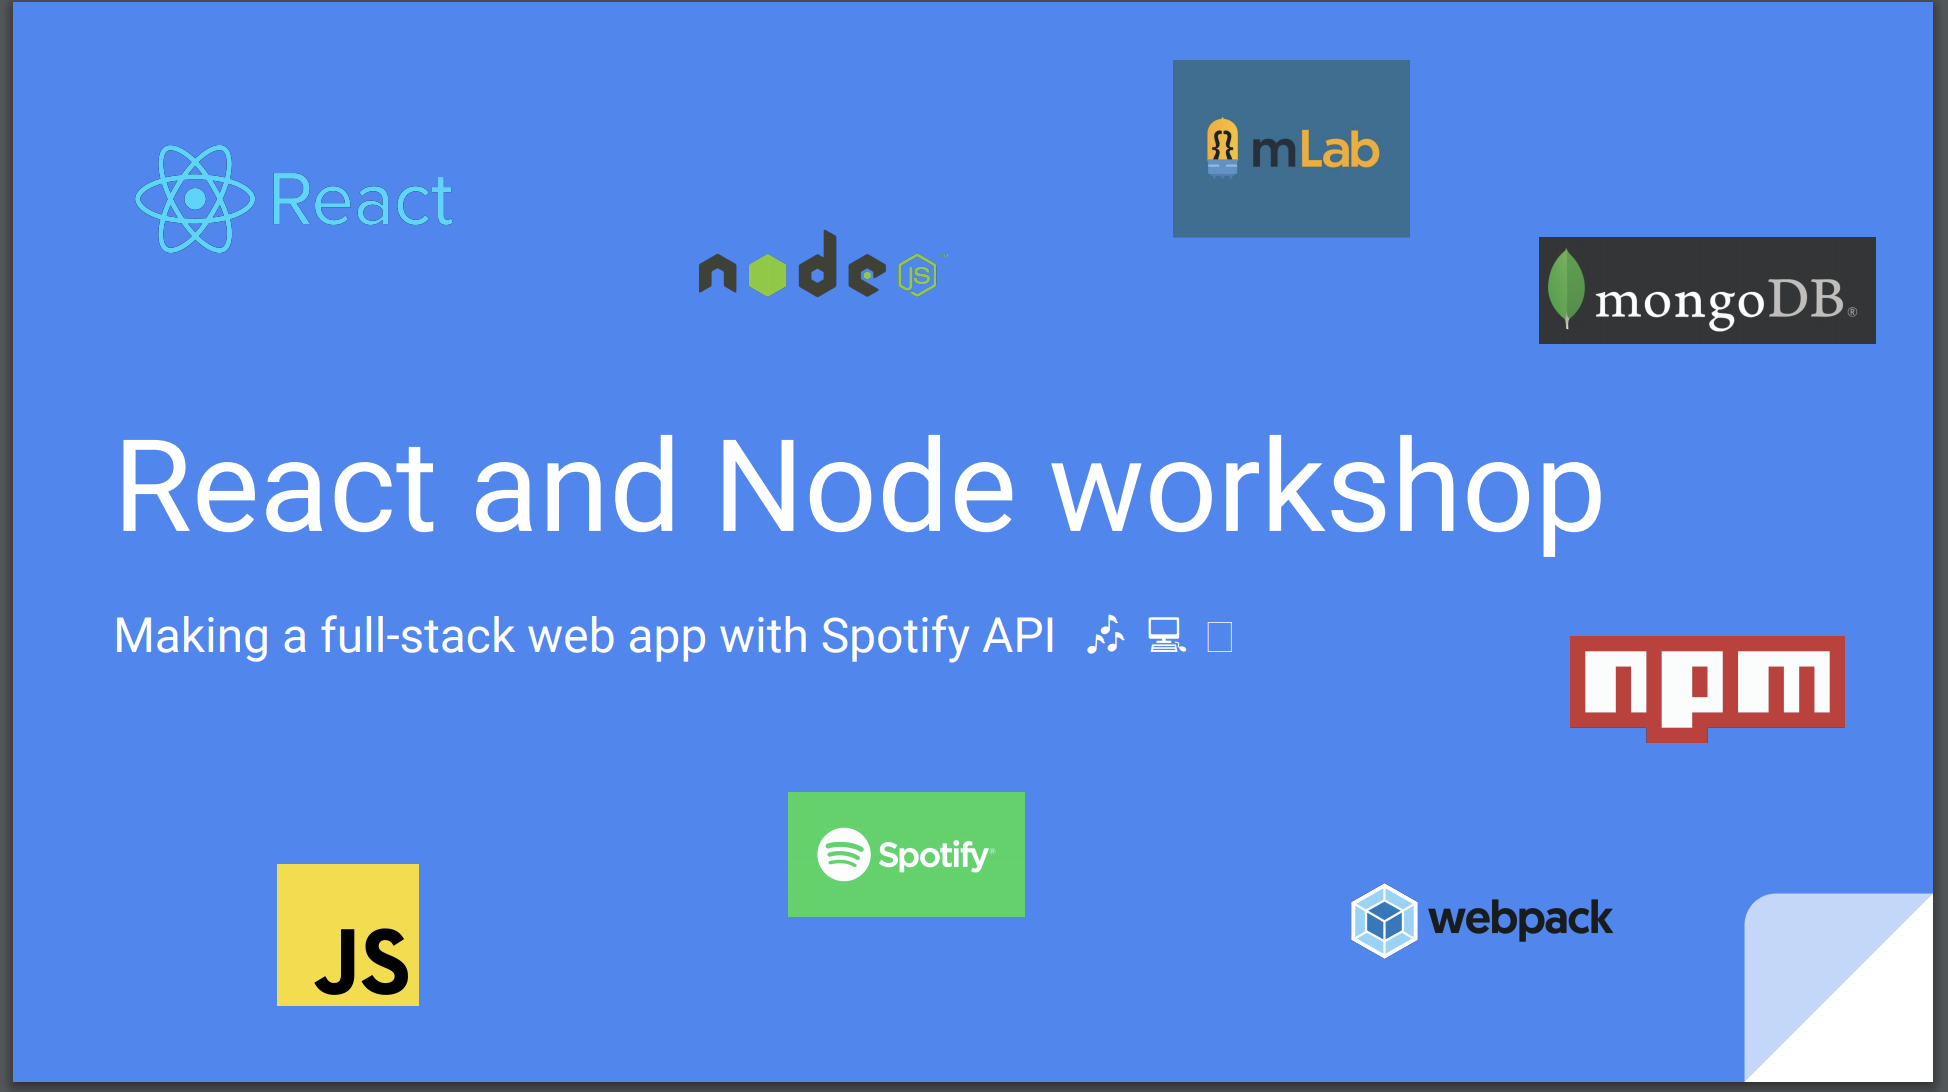 mLab
React
node JS
mongoDB®
React and Node workshop
Making a full-stack web app with Spotify API 🎶 💻
npm
Spotify®
JS
webpack